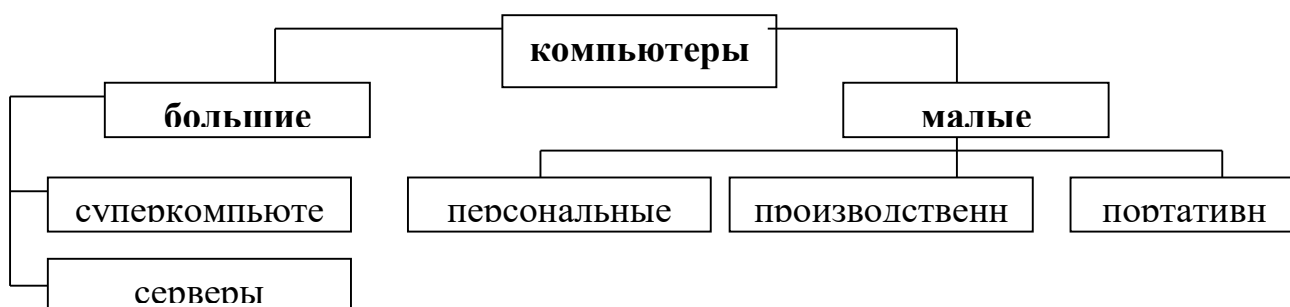 компьютеры
большие
малые
суперкомпьюте
персональные
производственн
портативн
серверы